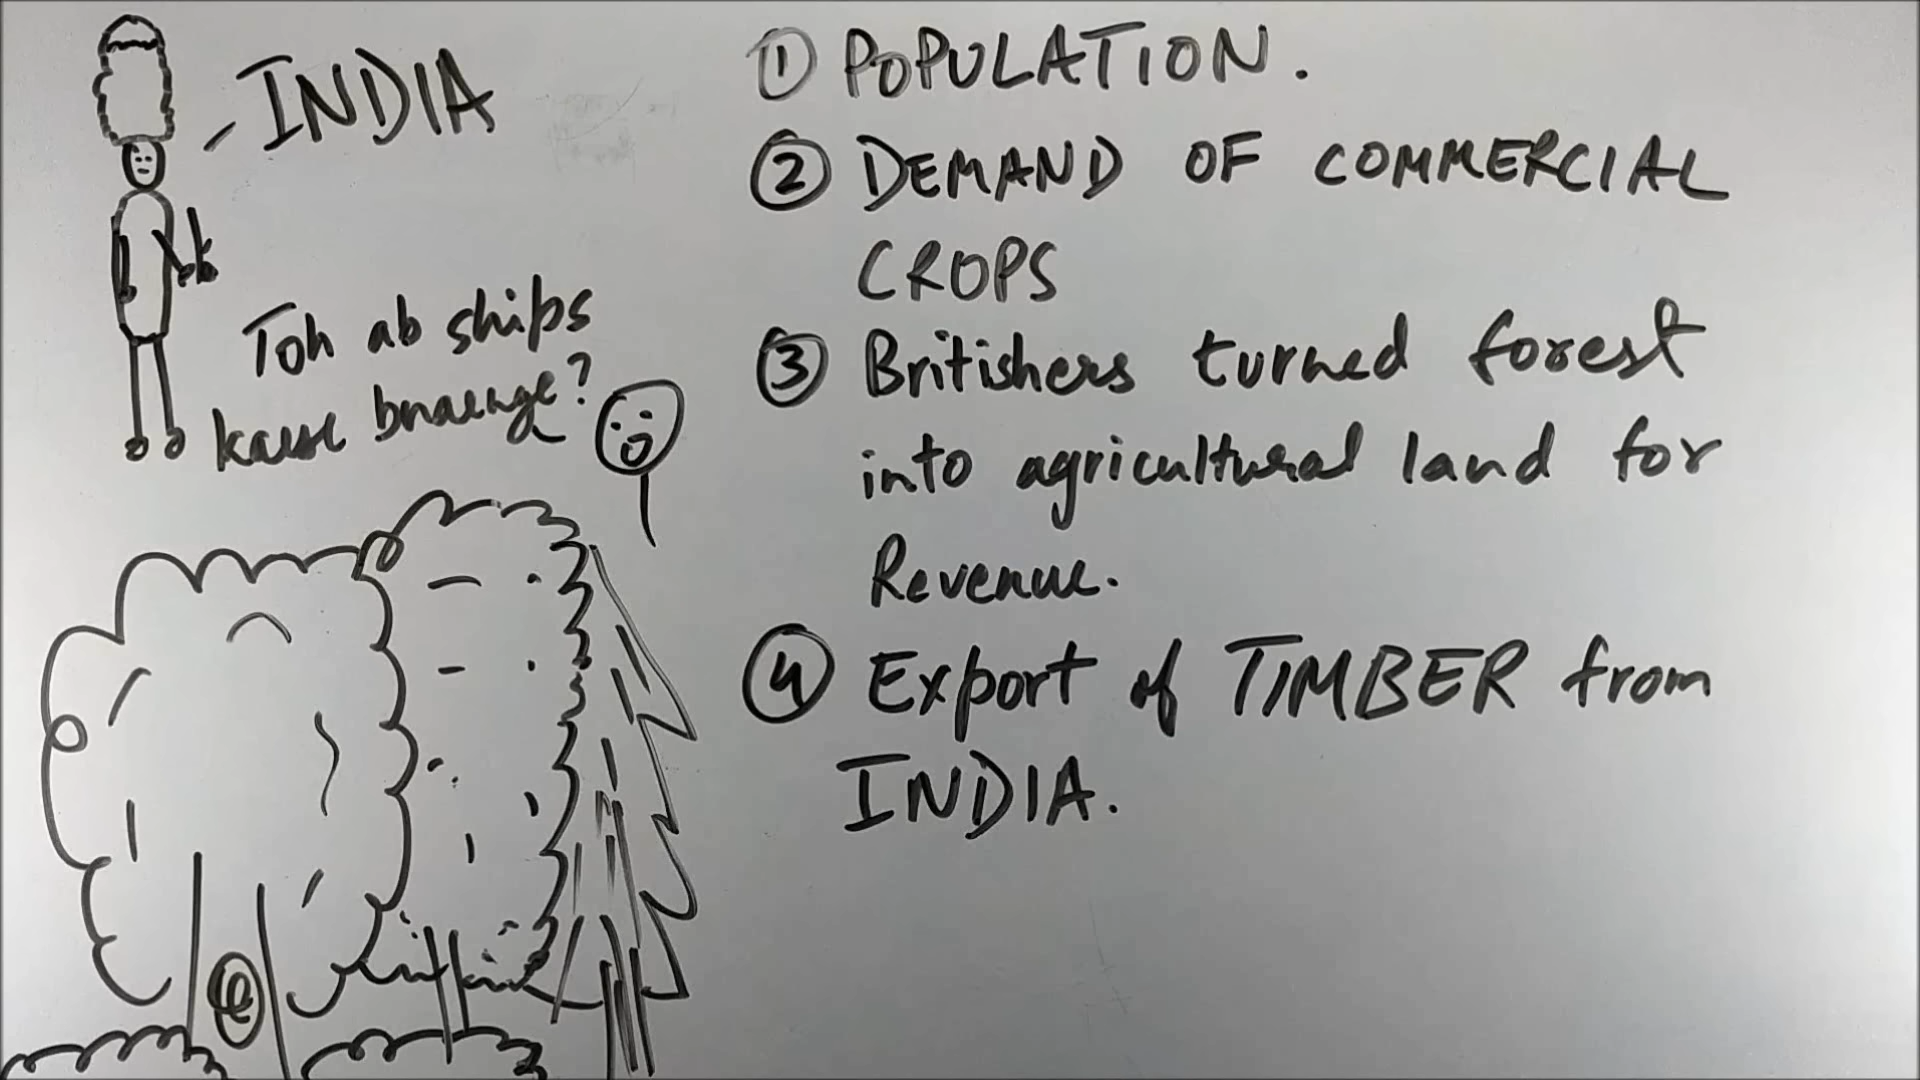 - INDIA
Toh ab ships
kaise bnaenge?
① POPULATION.
② DEMAND OF COMMERCIAL
CROPS
③ Britishers turned forest
into agricultural land for
Revenue.
④ Export of TIMBER from
INDIA.